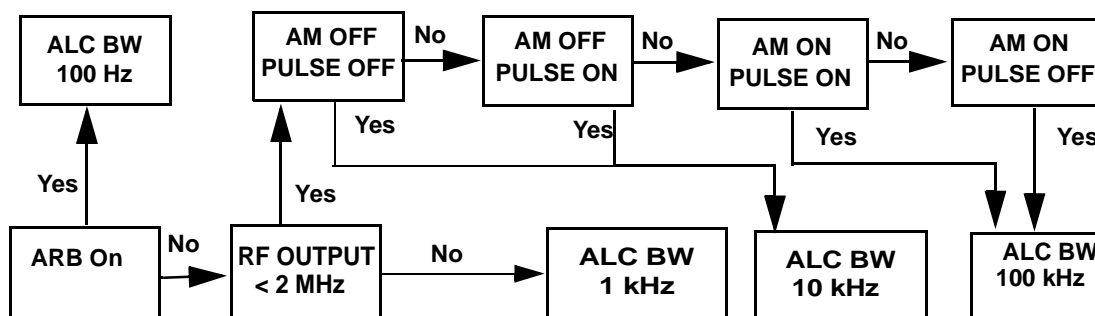 ALC BW
100 Hz
AM OFF
PULSE OFF
No
AM OFF
PULSE ON
No
AM ON
PULSE ON
No
AM ON
PULSE OFF
Yes
Yes
Yes
Yes
Yes
Yes
ARB On
No
RF OUTPUT
< 2 MHz
No
ALC BW
1 kHz
ALC BW
10 kHz
ALC BW
100 kHz